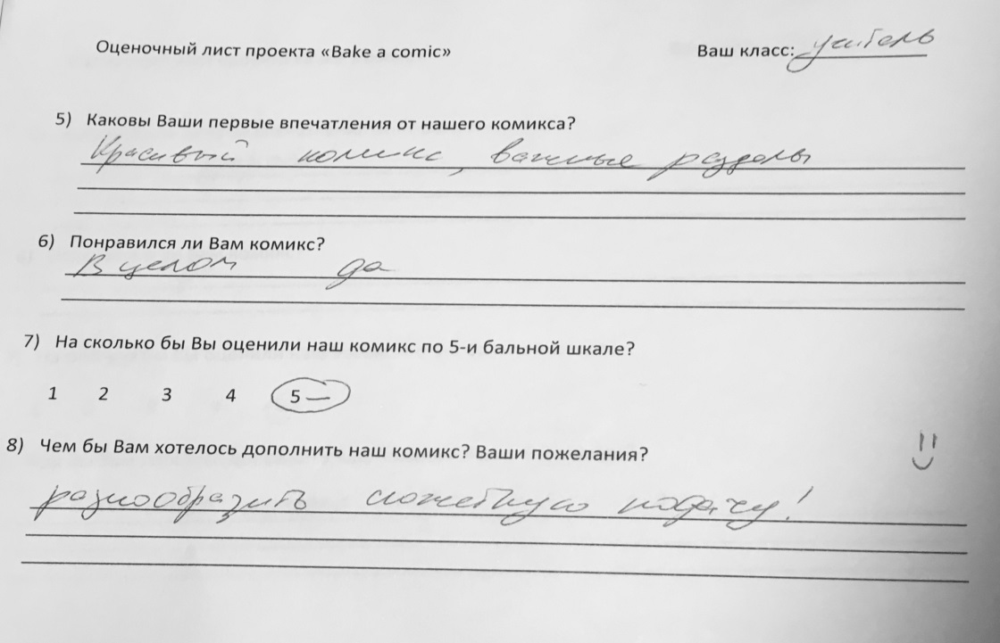 Оценочный лист проекта «Bake a comic» Ваш класс: учитель
5) Каковы Ваши первые впечатления от нашего комикса?
Красивый комикс, важные разделы
6) Понравился ли Вам комикс?
В целом да
7) На сколько бы Вы оценили наш комикс по 5-и бальной шкале?
1 2 3 4 5 —
8) Чем бы Вам хотелось дополнить наш комикс? Ваши пожелания?
разнообразить сюжетную подачу!